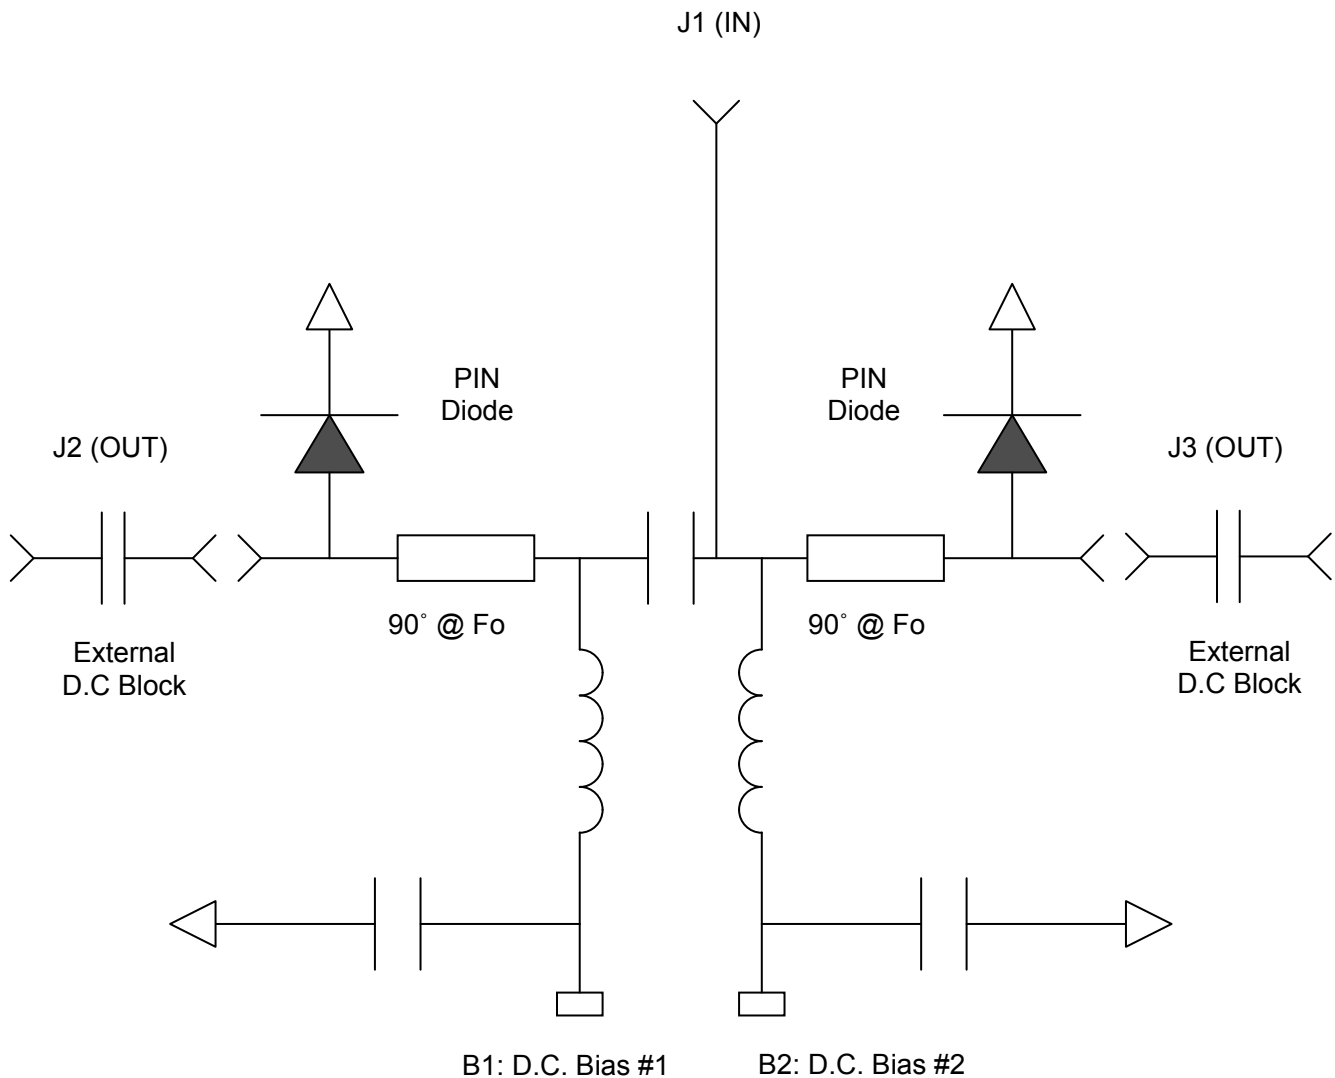 J1 (IN)
PIN
Diode
PIN
Diode
J2 (OUT)
J3 (OUT)
90° @ Fo
90° @ Fo
External
D.C Block
External
D.C Block
B1: D.C. Bias #1
B2: D.C. Bias #2